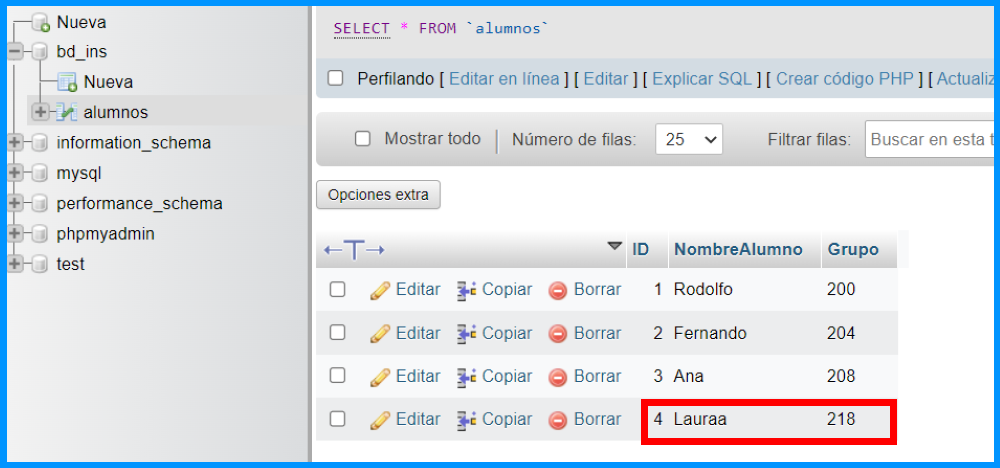 Nueva
bd_ins
Nueva
alumnos
information_schema
mysql
performance_schema
phpmyadmin
test
SELECT * FROM `alumnos`
Perfilando [ Editar en línea ] [ Editar ] [ Explicar SQL ] [ Crear código PHP ] [ Actualiz
Mostrar todo Número de filas: 25 Filtrar filas: Buscar en esta t
Opciones extra
←T→ ID NombreAlumno Grupo
Editar Copiar Borrar 1 Rodolfo 200
Editar Copiar Borrar 2 Fernando 204
Editar Copiar Borrar 3 Ana 208
Editar Copiar Borrar 4 Lauraa 218